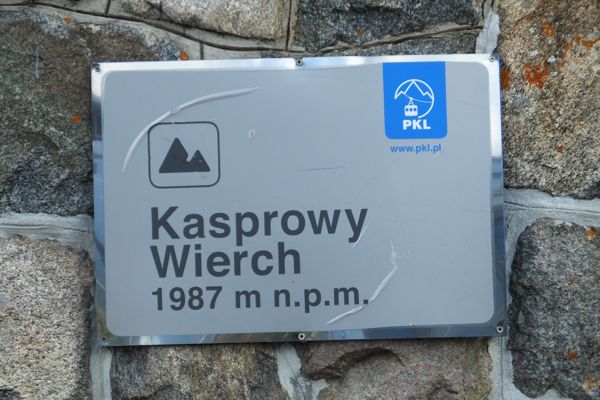 PKL
www.pkl.pl
Kasprowy
Wierch
1987 m n.p.m.